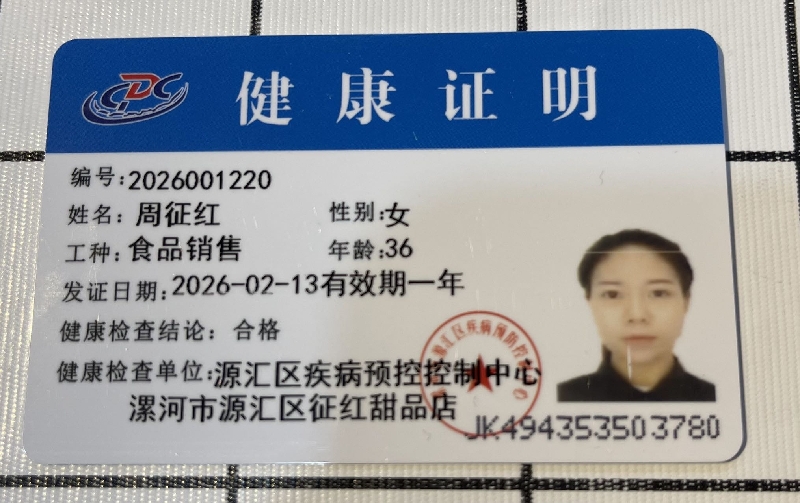 CDC
健康证明
编号:2026001220
姓名: 周征红 性别:女
工种: 食品销售 年龄:36
发证日期: 2026-02-13有效期一年
健康检查结论: 合格
健康检查单位:源汇区疾病预控控制中心
漯河市源汇区征红甜品店
JK494353503780